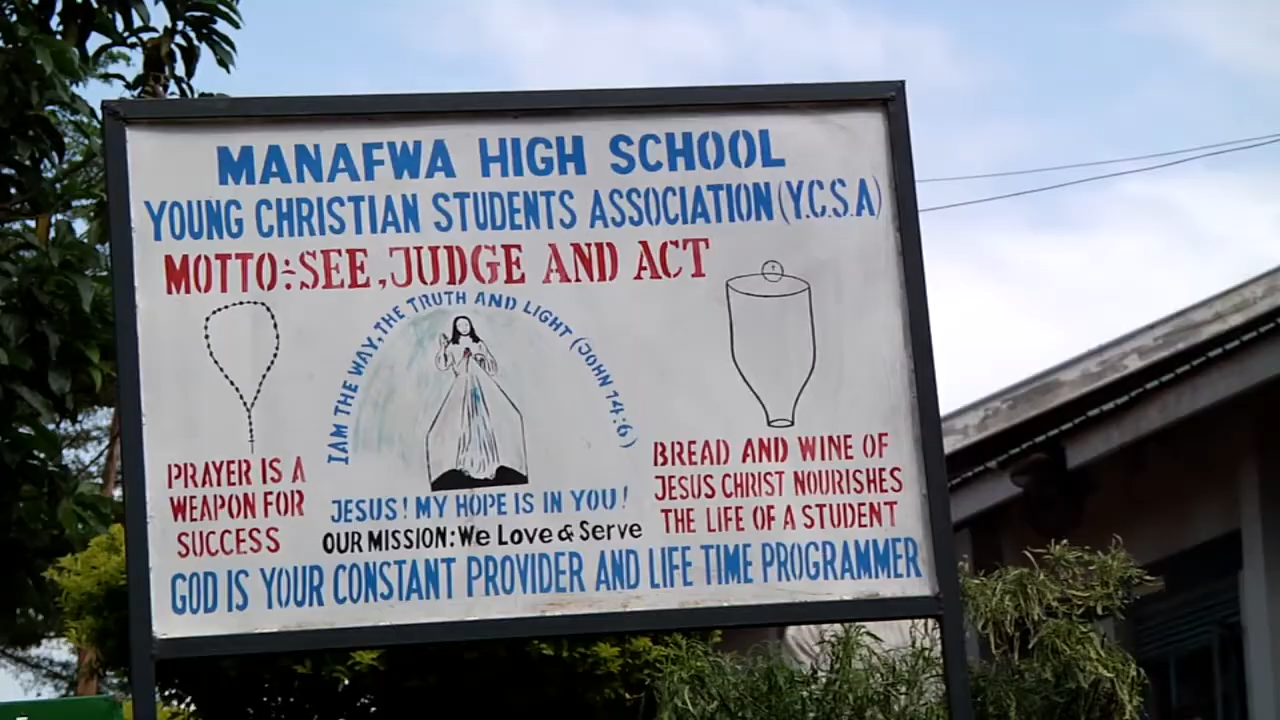 MANAFWA HIGH SCHOOL
YOUNG CHRISTIAN STUDENTS ASSOCIATION (Y.C.S.A)
MOTTO:SEE, JUDGE AND ACT
I AM THE WAY, THE TRUTH AND LIGHT (JOHN 14:6)
PRAYER IS A
WEAPON FOR
SUCCESS
JESUS! MY HOPE IS IN YOU!
OUR MISSION: We Love & Serve
BREAD AND WINE OF
JESUS CHRIST NOURISHES
THE LIFE OF A STUDENT
GOD IS YOUR CONSTANT PROVIDER AND LIFE TIME PROGRAMMER